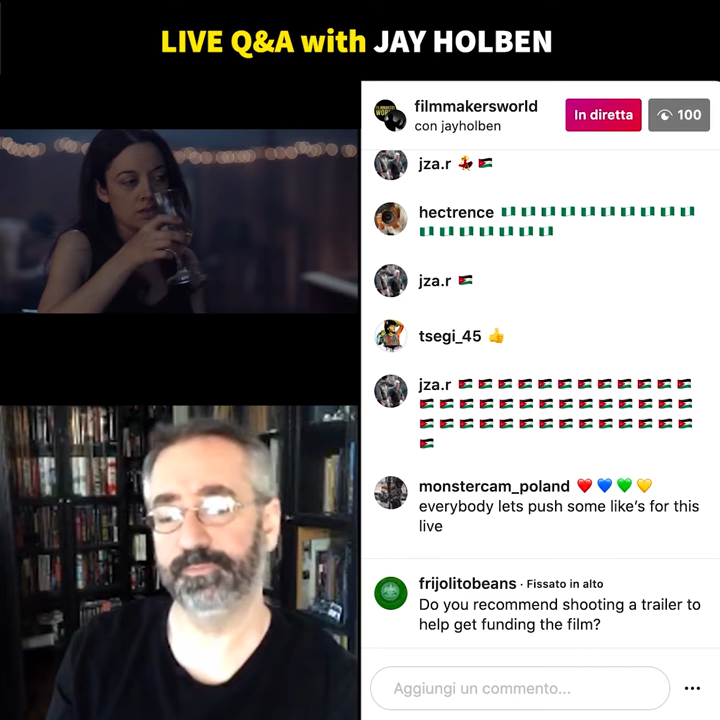 LIVE Q&A with JAY HOLBEN
filmmakersworld
con jayholben
In diretta
100
jza.r
hectrence
jza.r
tsegi_45
jza.r
monstercam_poland
everybody lets push some like's for this
live
frijolitobeans · Fissato in alto
Do you recommend shooting a trailer to
help get funding the film?
Aggiungi un commento...